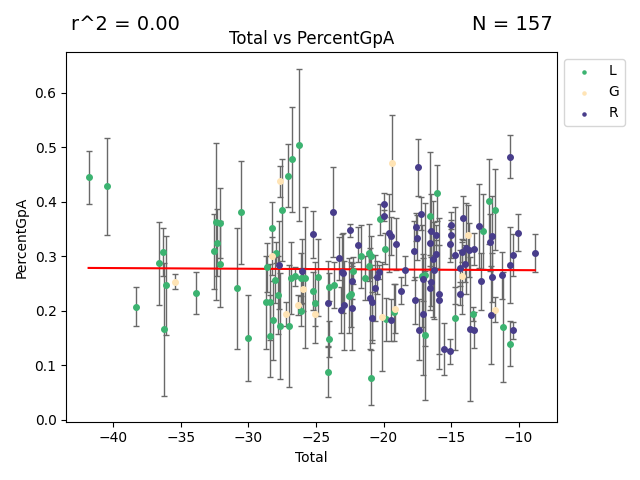 r^2 = 0.00
N = 157
Total vs PercentGpA
L
G
R
PercentGpA
0.6
0.5
0.4
0.3
0.2
0.1
0.0
−40
−35
−30
−25
−20
−15
−10
Total